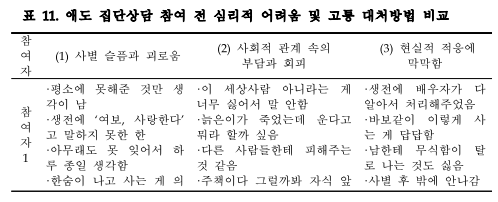 표 11. 애도 집단상담 참여 전 심리적 어려움 및 고통 대처방법 비교
참여자
(1) 사별 슬픔과 괴로움
(2) 사회적 관계 속의 부담과 회피
(3) 현실적 적응에 막막함
참여자 1
·평소에 못해준 것만 생
각이 남
·생전에 ‘여보, 사랑한다’
고 말하지 못한 한
·아무래도 못 잊어서 하
루 종일 생각함
·한숨이 나고 사는 게 의
·이 세상사람 아니라는 게
너무 싫어서 말 안함
·늙은이가 죽었는데 운다고
뭐라 할까 싶음
·다른 사람들한테 피해주는
것 같음
·주책이다 그럴까봐 자식 앞
·생전에 배우자가 다
알아서 처리해주었음
·바보같이 이렇게 사
는 게 답답함
·남한테 무식함이 탈
로 나는 것도 싫음
·사별 후 밖에 안나감